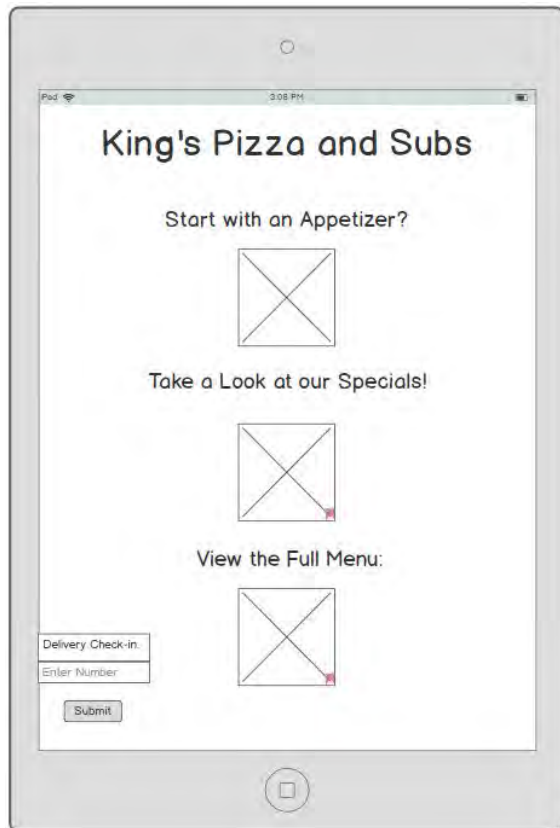 iPad 3:08 PM
King's Pizza and Subs
Start with an Appetizer?
Take a Look at our Specials!
View the Full Menu:
Delivery Check-in.
Enter Number
Submit